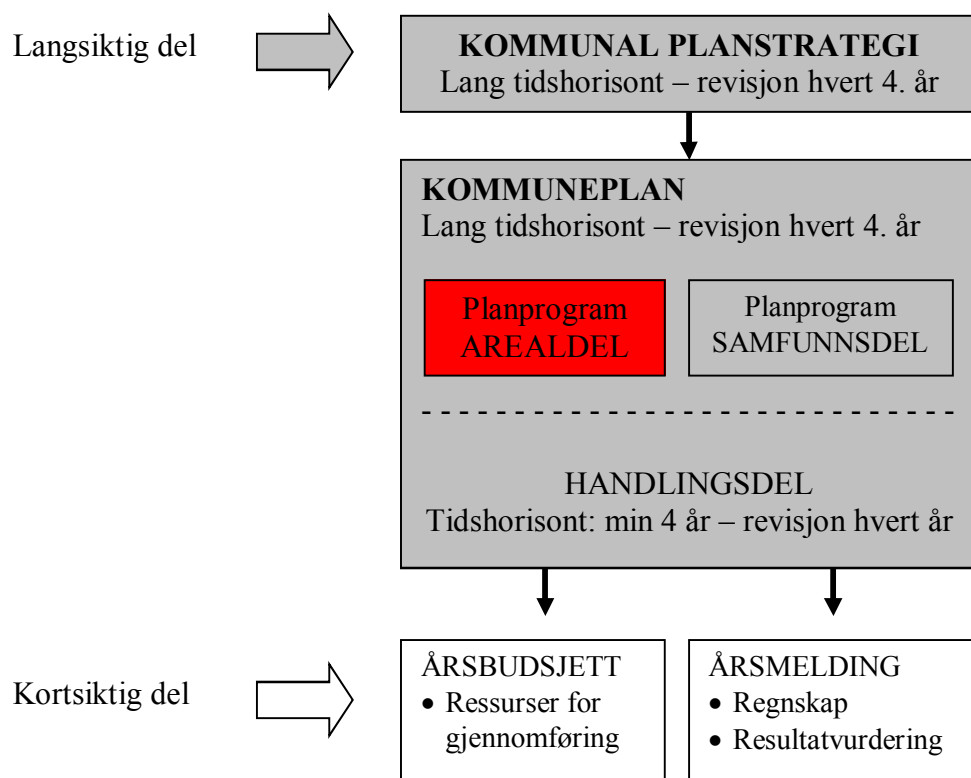 Langsiktig del
KOMMUNAL PLANSTRATEGI
Lang tidshorisont – revisjon hvert 4. år
KOMMUNEPLAN
Lang tidshorisont – revisjon hvert 4. år
Planprogram
AREALDEL
Planprogram
SAMFUNNSDEL
HANDLINGSDEL
Tidshorisont: min 4 år – revisjon hvert år
Kortsiktig del
ÅRSBUDSJETT
• Ressurser for
gjennomføring
ÅRSMELDING
• Regnskap
• Resultatvurdering